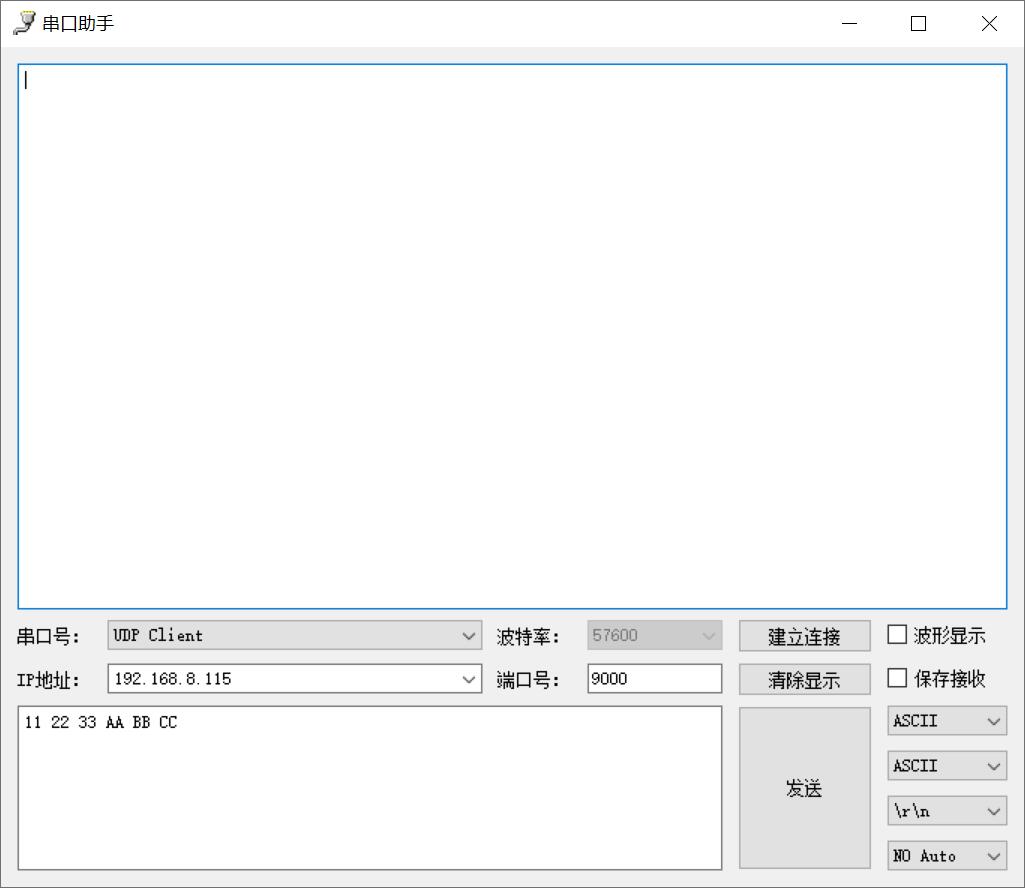 串口助手
串口号: UDP Client 波特率: 57600 建立连接 波形显示
IP地址: 192.168.8.115 端口号: 9000 清除显示 保存接收
11 22 33 AA BB CC
发送
ASCII
ASCII
\r\n
NO Auto